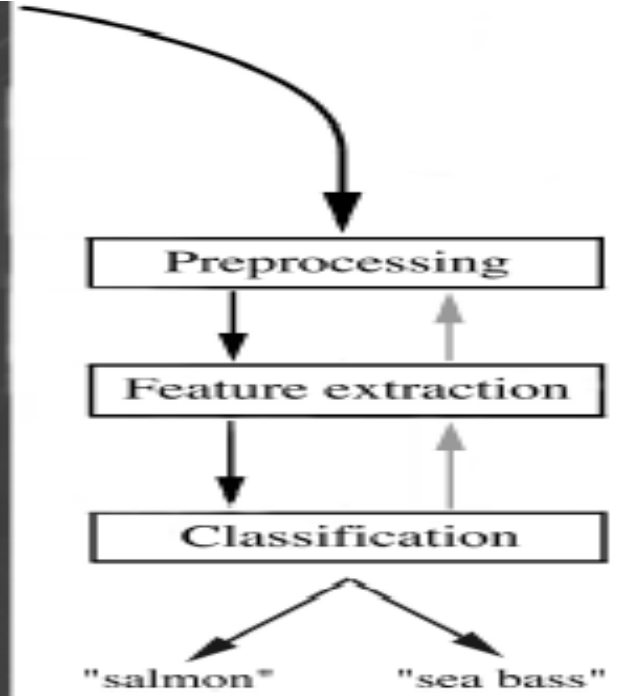 Preprocessing
Feature extraction
Classification
"salmon" "sea bass"